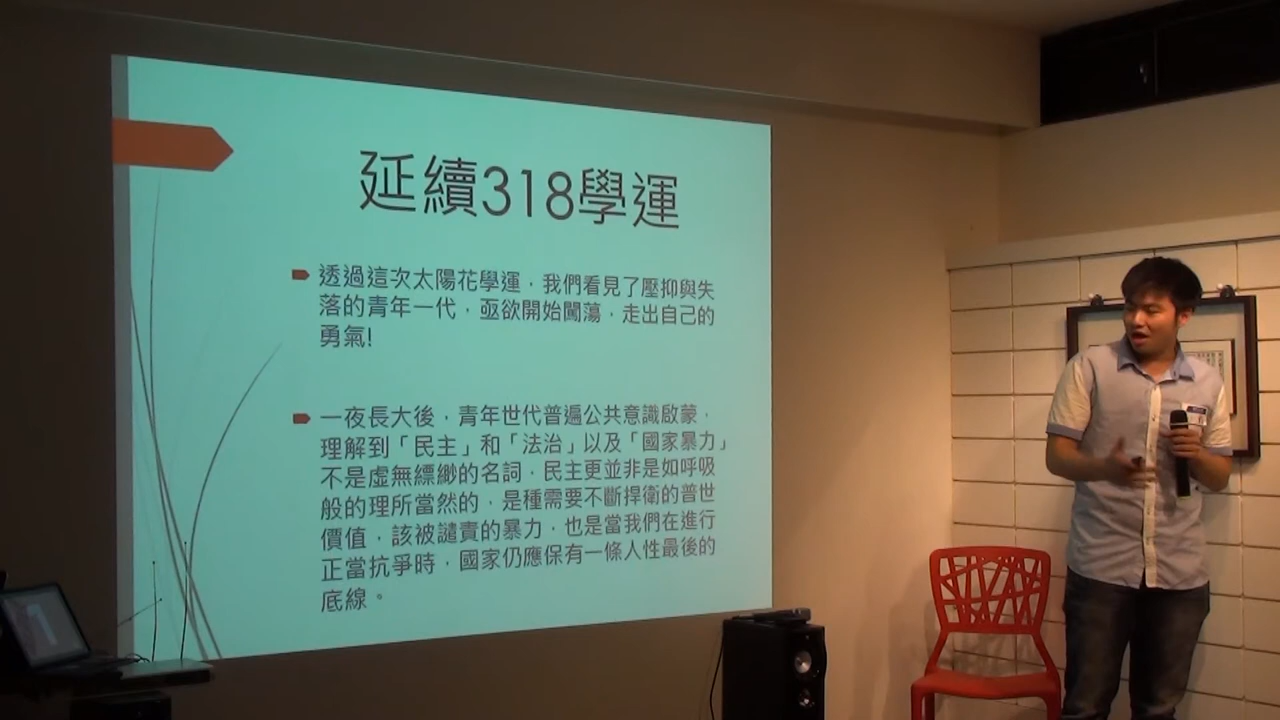 延續318學運
透過這次太陽花學運，我們看見了壓抑與失
落的青年一代，亟欲開始闖蕩，走出自己的
勇氣!
一夜長大後，青年世代普遍公共意識啟蒙，
理解到「民主」和「法治」以及「國家暴力」
不是虛無縹緲的名詞，民主更並非是如呼吸
般的理所當然的，是種需要不斷捍衛的普世
價值，該被譴責的暴力，也是當我們在進行
正當抗爭時，國家仍應保有一條人性最後的
底線。